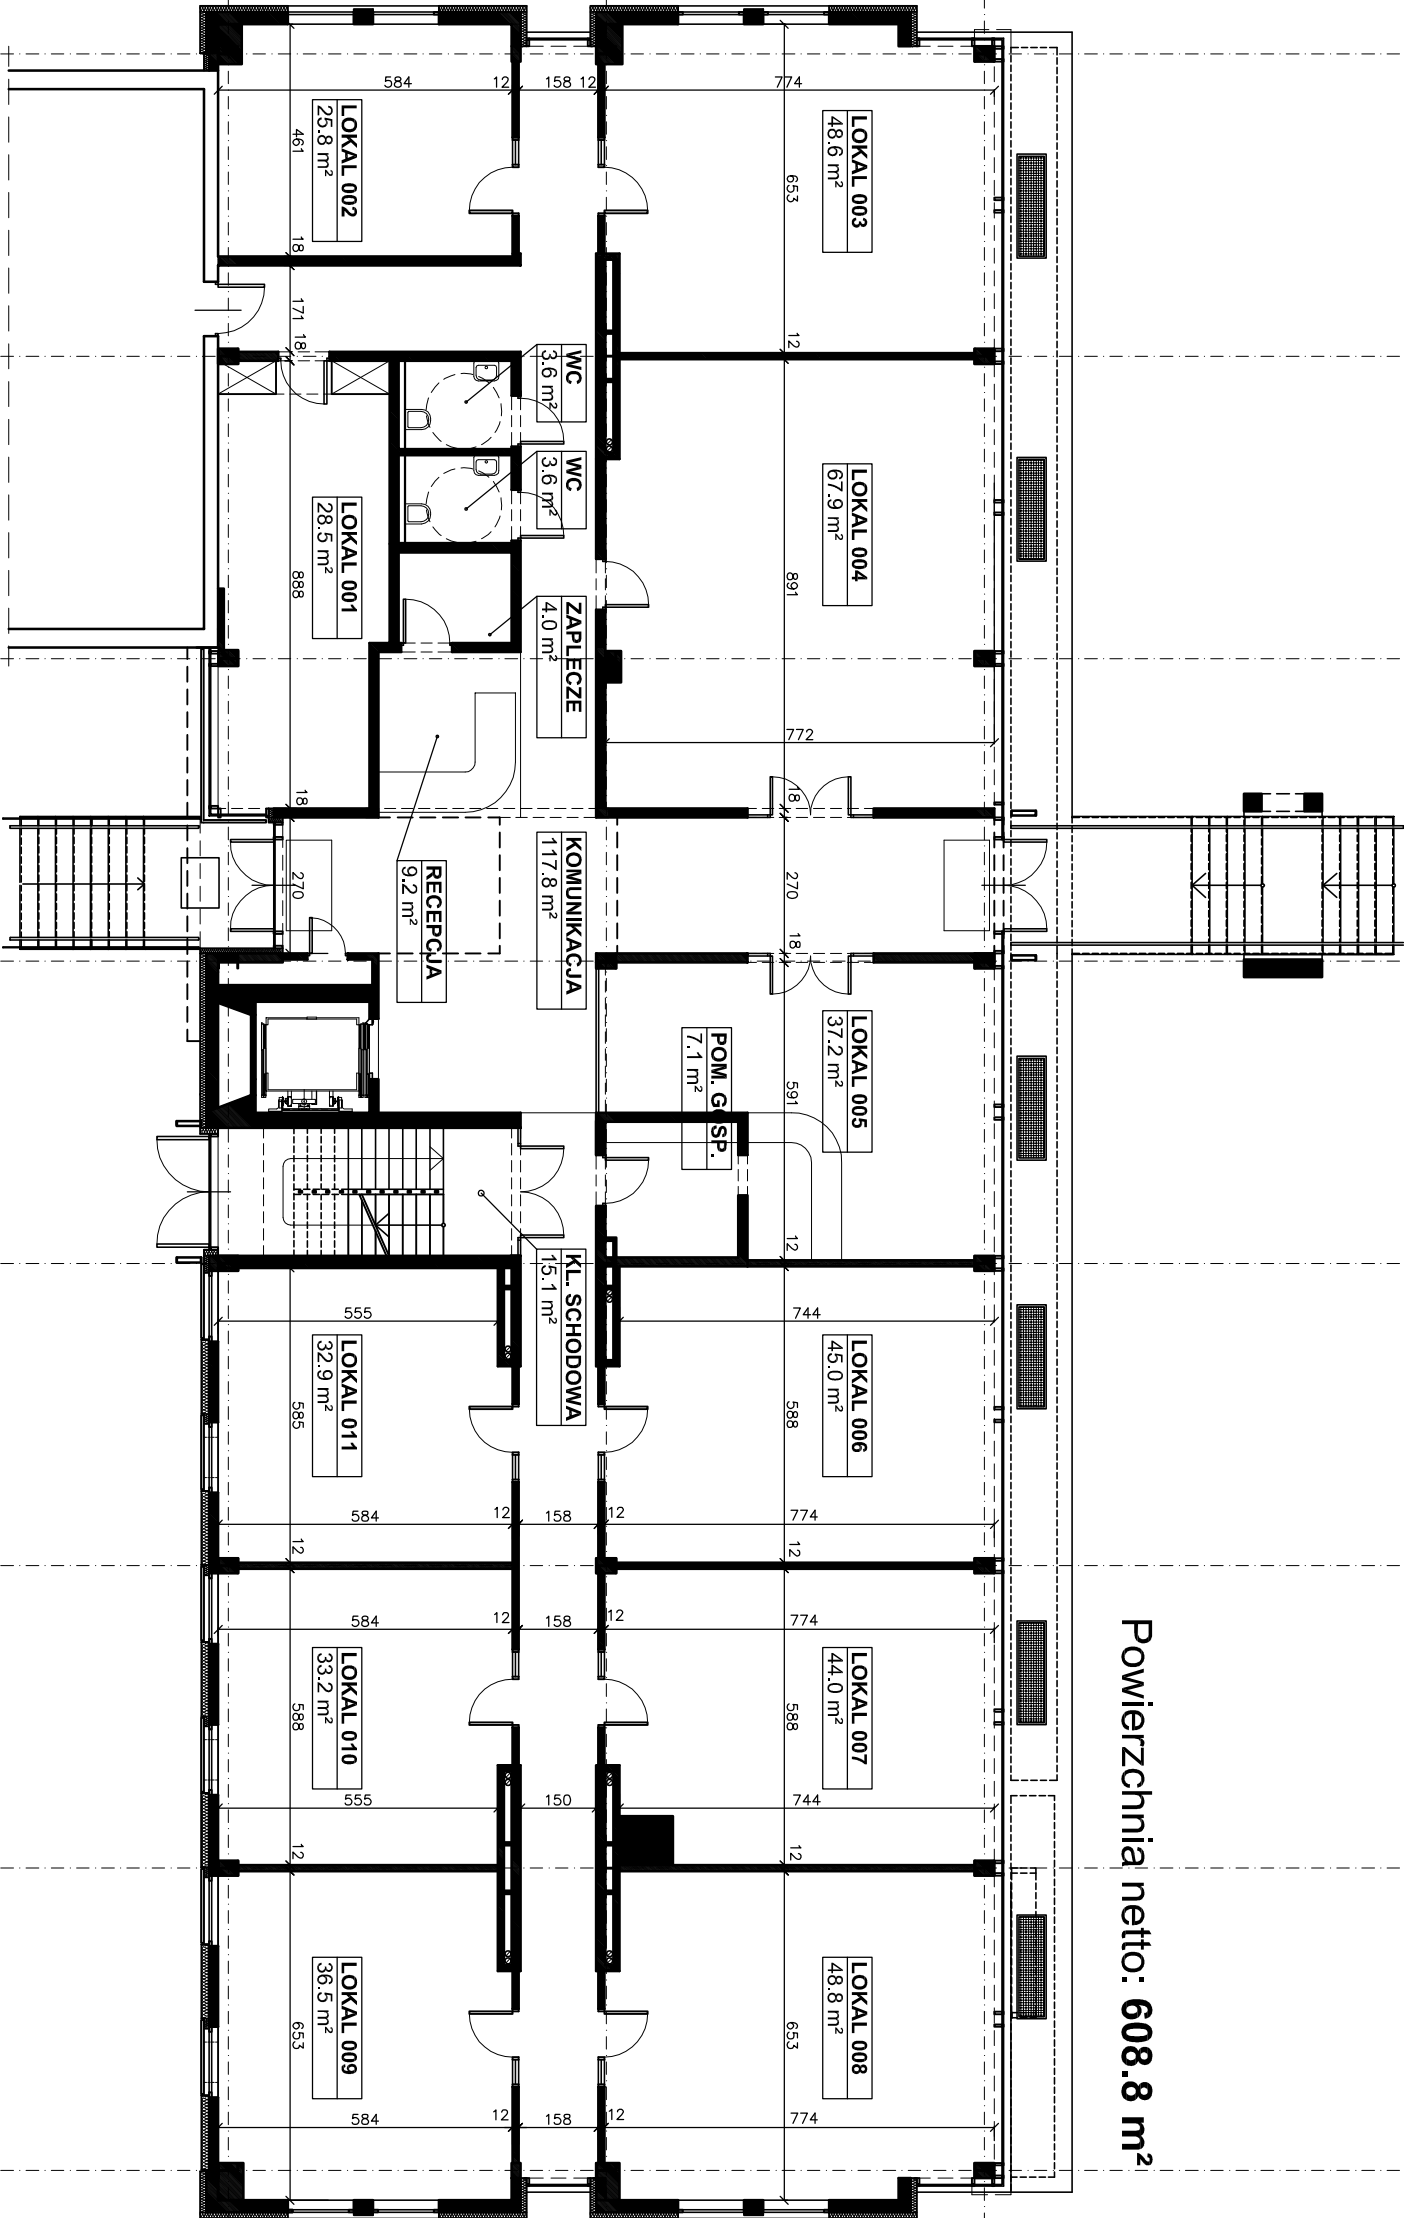 Powierzchnia netto: 608.8 m²
LOKAL 003
48.6 m²
LOKAL 004
67.9 m²
LOKAL 005
37.2 m²
LOKAL 006
45.0 m²
LOKAL 007
44.0 m²
LOKAL 008
48.8 m²
POM. GOSP.
7.1 m²
WC
3.6 m²
WC
3.6 m²
ZAPLECZE
4.0 m²
KOMUNIKACJA
117.8 m²
KL. SCHODOWA
15.1 m²
RECEPCJA
9.2 m²
LOKAL 002
25.8 m²
LOKAL 001
28.5 m²
LOKAL 011
32.9 m²
LOKAL 010
33.2 m²
LOKAL 009
36.5 m²
584
12
158
12
774
461
18
171
18
888
18
270
585
12
588
12
653
653
12
891
18
270
18
591
12
588
12
588
12
653
772
555
744
584
12
158
12
774
584
12
158
12
774
555
150
744
584
12
158
12
774